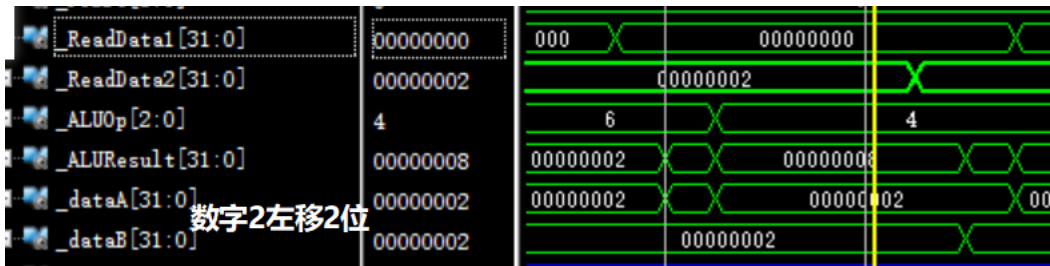 _ReadData1[31:0] 00000000 000 00000000
_ReadData2[31:0] 00000002 00000002
_ALUOp[2:0] 4 6 4
_ALUResult[31:0] 00000008 00000002 00000008
_dataA[31:0] 00000002 00000002 00000002 00
数字2左移2位
_dataB[31:0] 00000002 00000002